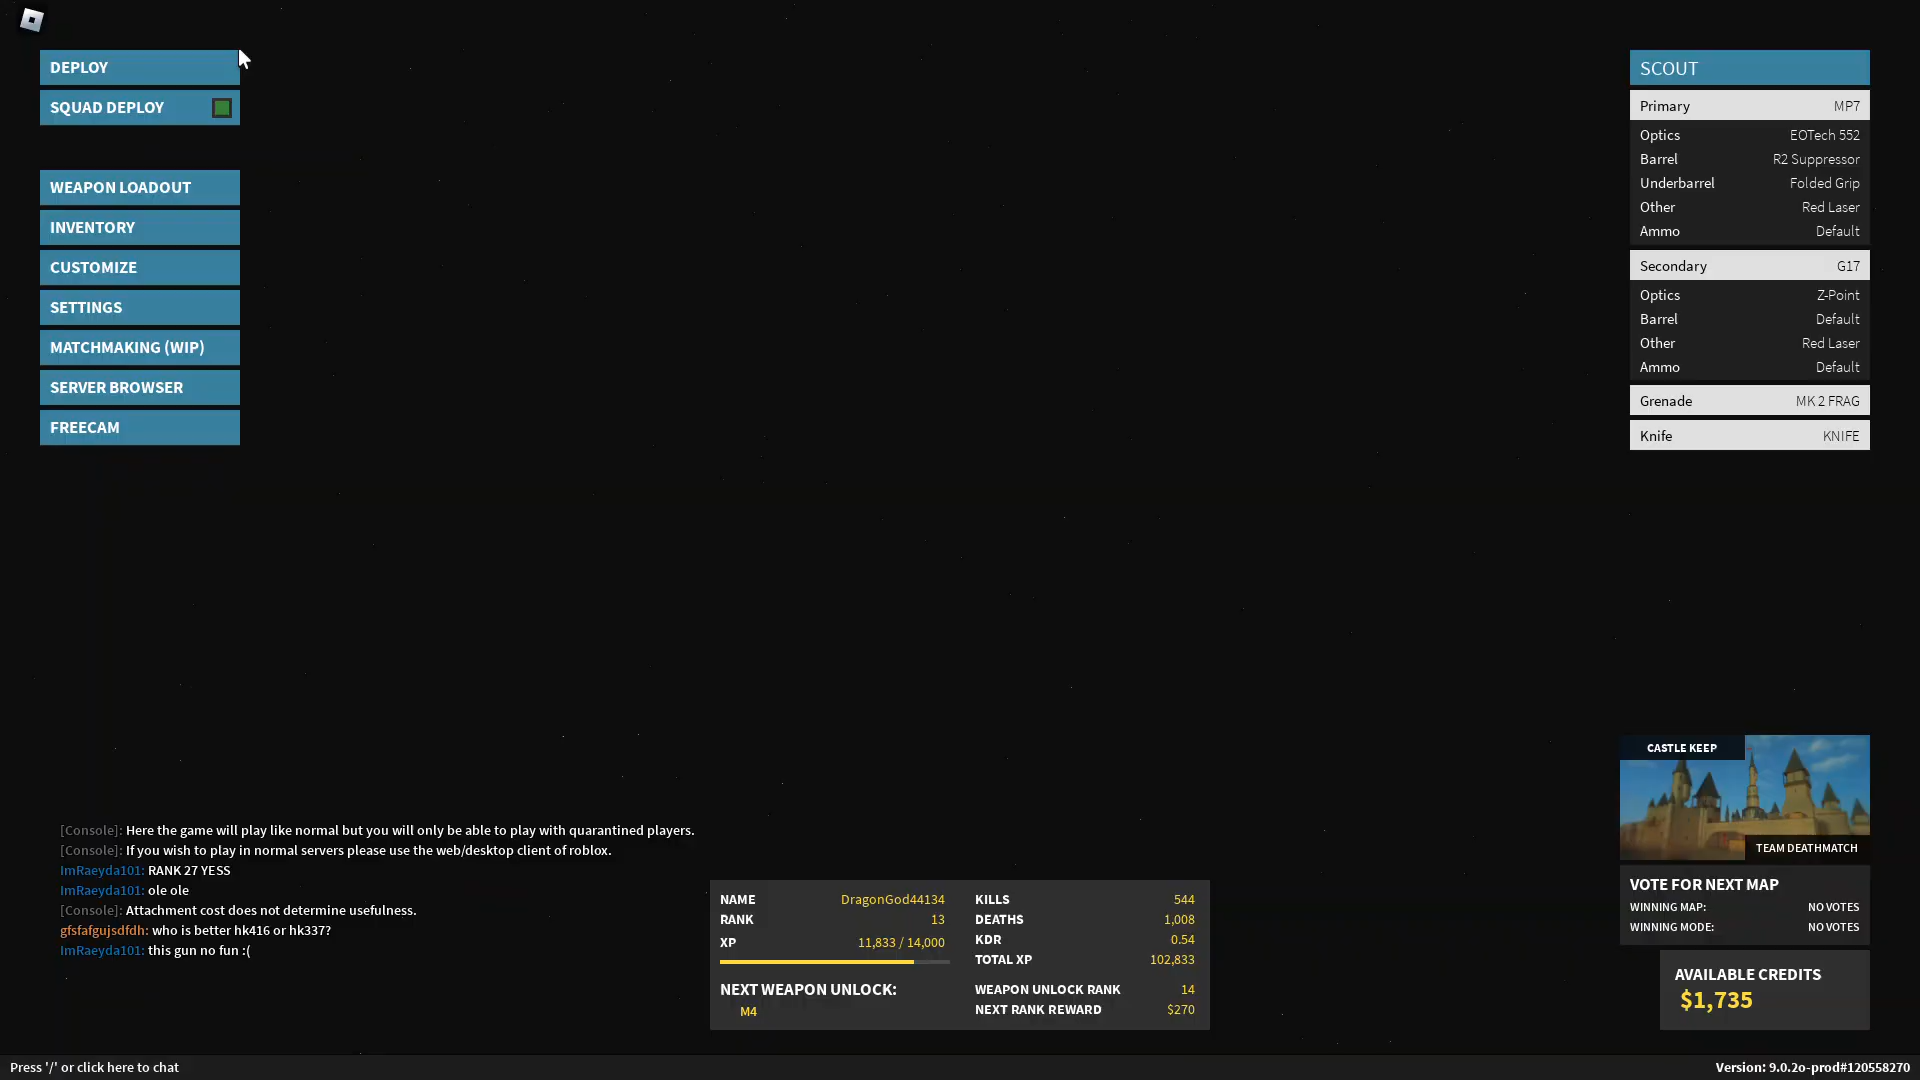 DEPLOY
SQUAD DEPLOY
WEAPON LOADOUT
INVENTORY
CUSTOMIZE
SETTINGS
MATCHMAKING (WIP)
SERVER BROWSER
FREECAM
SCOUT
Primary MP7
Optics EOTech 552
Barrel R2 Suppressor
Underbarrel Folded Grip
Other Red Laser
Ammo Default
Secondary G17
Optics Z-Point
Barrel Default
Other Red Laser
Ammo Default
Grenade MK 2 FRAG
Knife KNIFE
CASTLE KEEP
TEAM DEATHMATCH
VOTE FOR NEXT MAP
WINNING MAP: NO VOTES
WINNING MODE: NO VOTES
AVAILABLE CREDITS
$1,735
[Console]: Here the game will play like normal but you will only be able to play with quarantined players.
[Console]: If you wish to play in normal servers please use the web/desktop client of roblox.
ImRaeyda101: RANK 27 YESS
ImRaeyda101: ole ole
[Console]: Attachment cost does not determine usefulness.
gfsfafgujsdfdh: who is better hk416 or hk337?
ImRaeyda101: this gun no fun :(
NAME DragonGod44134
RANK 13
XP 11,833 / 14,000
NEXT WEAPON UNLOCK:
M4
KILLS 544
DEATHS 1,008
KDR 0.54
TOTAL XP 102,833
WEAPON UNLOCK RANK 14
NEXT RANK REWARD $270
Press '/' or click here to chat
Version: 9.0.2o-prod#120558270